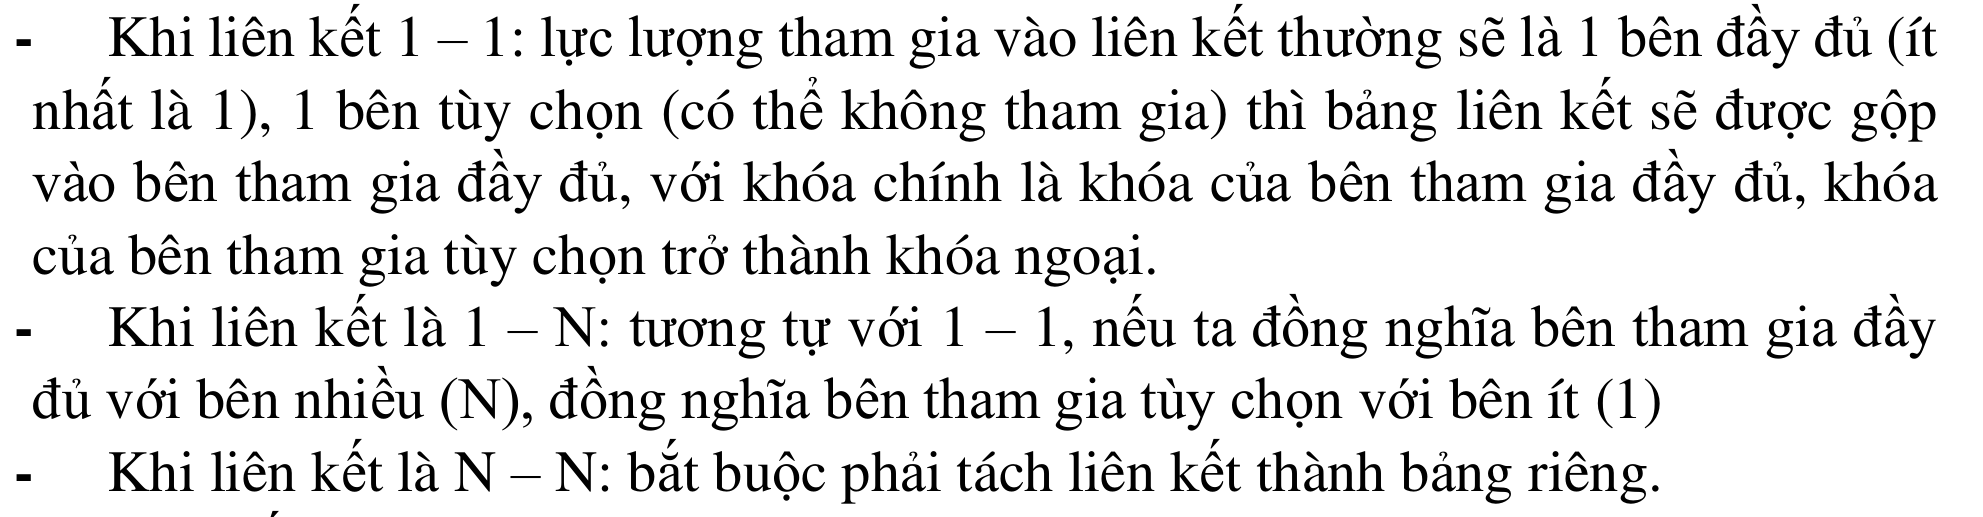 - Khi liên kết 1 – 1: lực lượng tham gia vào liên kết thường sẽ là 1 bên đầy đủ (ít
nhất là 1), 1 bên tùy chọn (có thể không tham gia) thì bảng liên kết sẽ được gộp
vào bên tham gia đầy đủ, với khóa chính là khóa của bên tham gia đầy đủ, khóa
của bên tham gia tùy chọn trở thành khóa ngoại.
- Khi liên kết là 1 – N: tương tự với 1 – 1, nếu ta đồng nghĩa bên tham gia đầy
đủ với bên nhiều (N), đồng nghĩa bên tham gia tùy chọn với bên ít (1)
- Khi liên kết là N – N: bắt buộc phải tách liên kết thành bảng riêng.